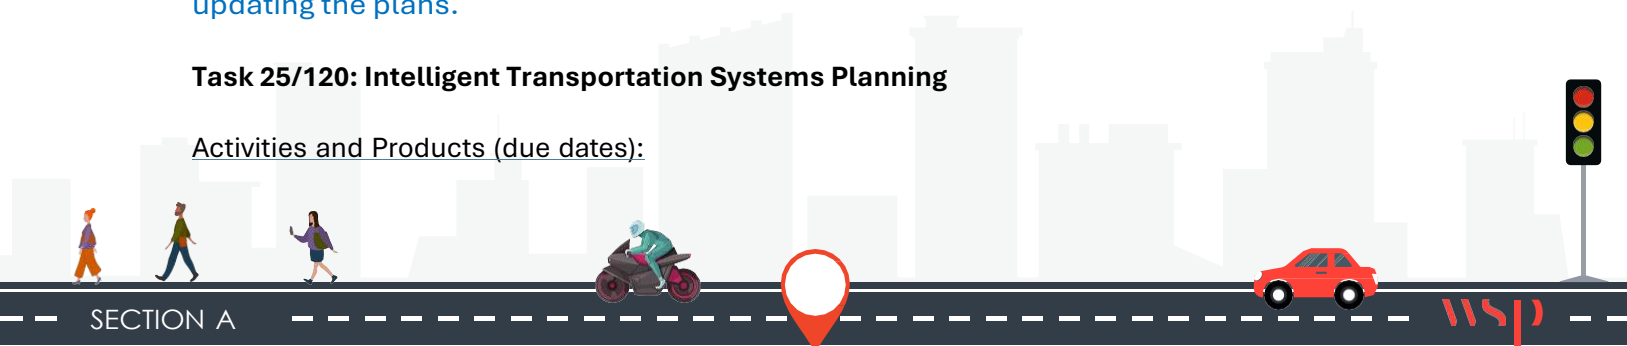 updating the plans.
Task 25/120: Intelligent Transportation Systems Planning
Activities and Products (due dates):
SECTION A
wsp